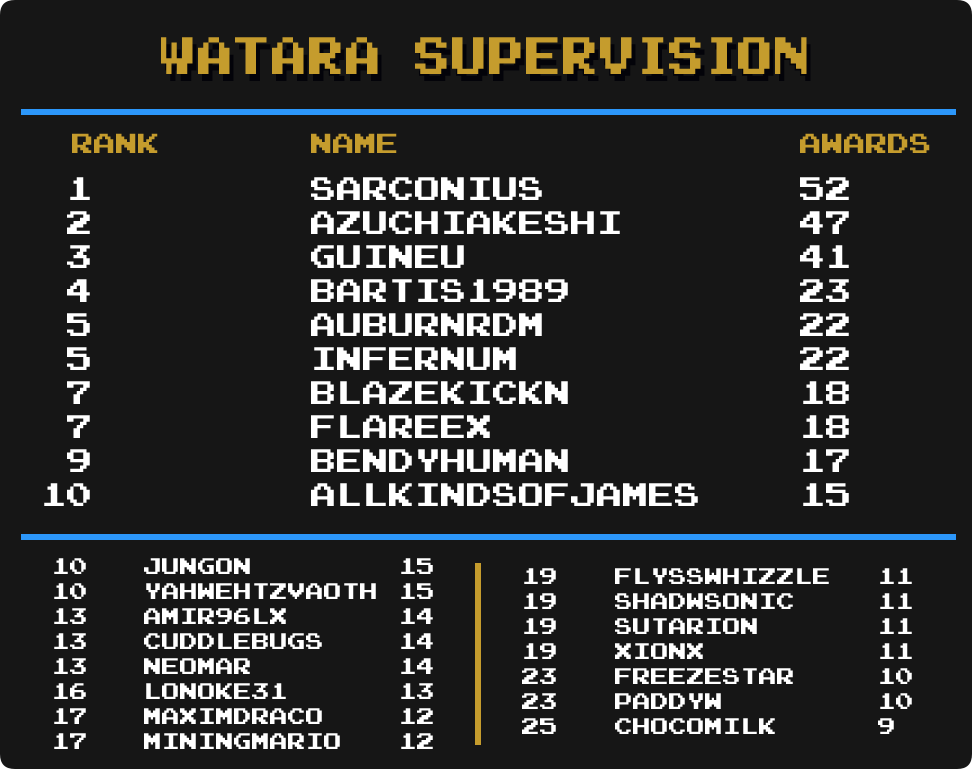 WATARA SUPERVISION
RANK NAME AWARDS
1 SARCONIUS 52
2 AZUCHIAKESHI 47
3 GUINEU 41
4 BARTIS1989 23
5 AUBURNRDM 22
5 INFERNUM 22
7 BLAZEKICKN 18
7 FLAREEX 18
9 BENDYHUMAN 17
10 ALLKINDSOFJAMES 15
10 JUNGON 15
10 YAHWEHTZVAOTH 15
13 AMIR96LX 14
13 CUDDLEBUGS 14
13 NEOMAR 14
16 LONOKE31 13
17 MAXIMDRACO 12
17 MININGMARIO 12
19 FLYSSWHIZZLE 11
19 SHADWSONIC 11
19 SUTARION 11
19 XIONX 11
23 FREEZESTAR 10
23 PADDYW 10
25 CHOCOMILK 9